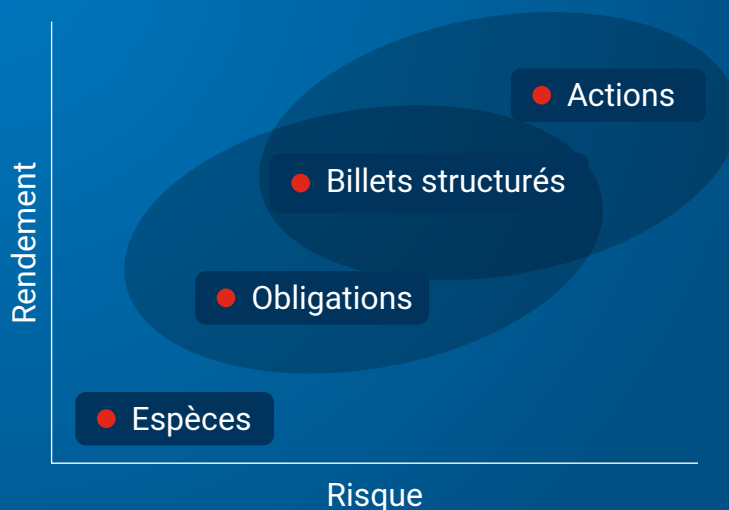 Rendement
Actions
Billets structurés
Obligations
Espèces
Risque